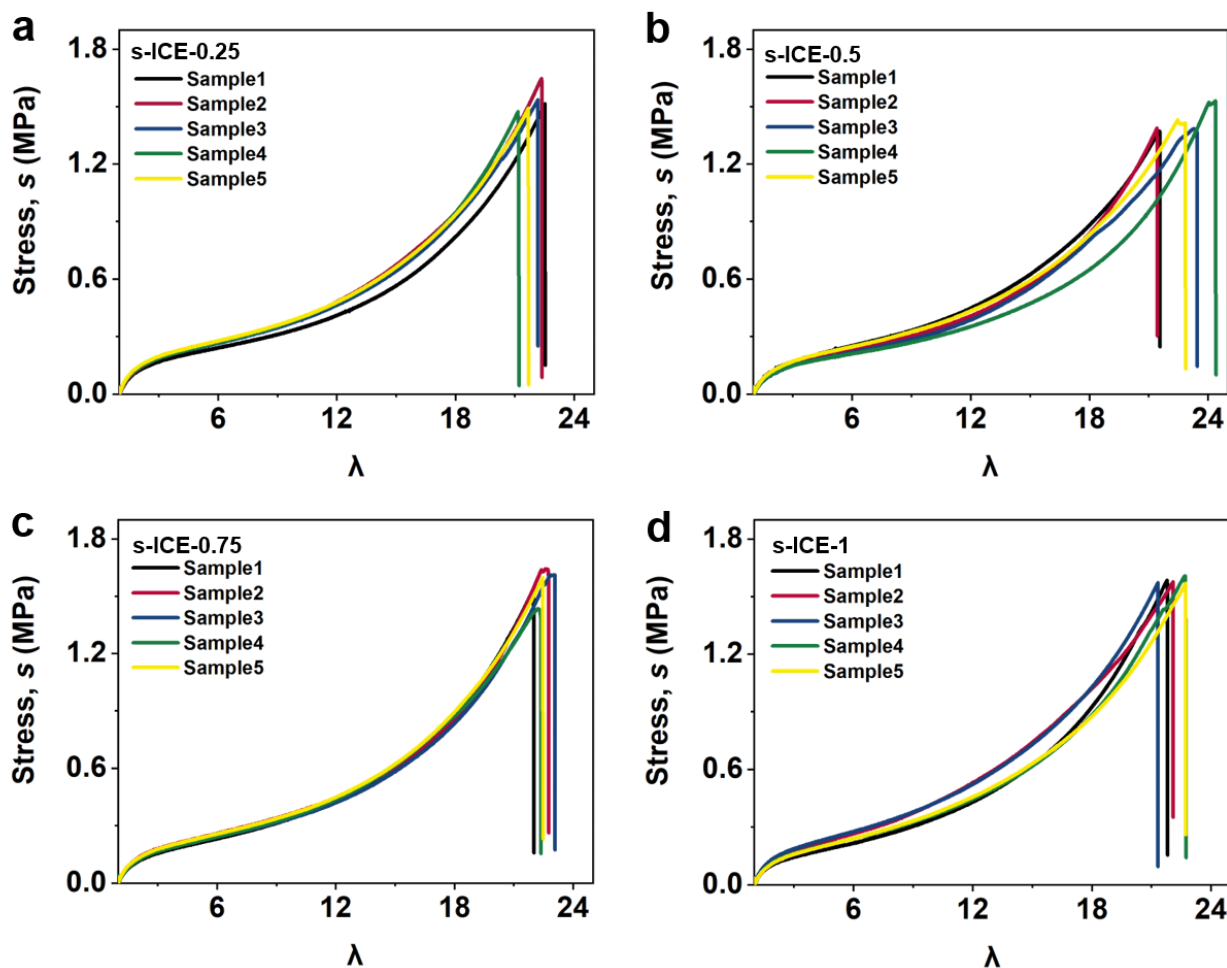 a
s-ICE-0.25
Sample1
Sample2
Sample3
Sample4
Sample5
Stress, s (MPa)
1.8
1.2
0.6
0.0
6 12 18 24
λ
b
s-ICE-0.5
Sample1
Sample2
Sample3
Sample4
Sample5
Stress, s (MPa)
1.8
1.2
0.6
0.0
6 12 18 24
λ
c
s-ICE-0.75
Sample1
Sample2
Sample3
Sample4
Sample5
Stress, s (MPa)
1.8
1.2
0.6
0.0
6 12 18 24
λ
d
s-ICE-1
Sample1
Sample2
Sample3
Sample4
Sample5
Stress, s (MPa)
1.8
1.2
0.6
0.0
6 12 18 24
λ